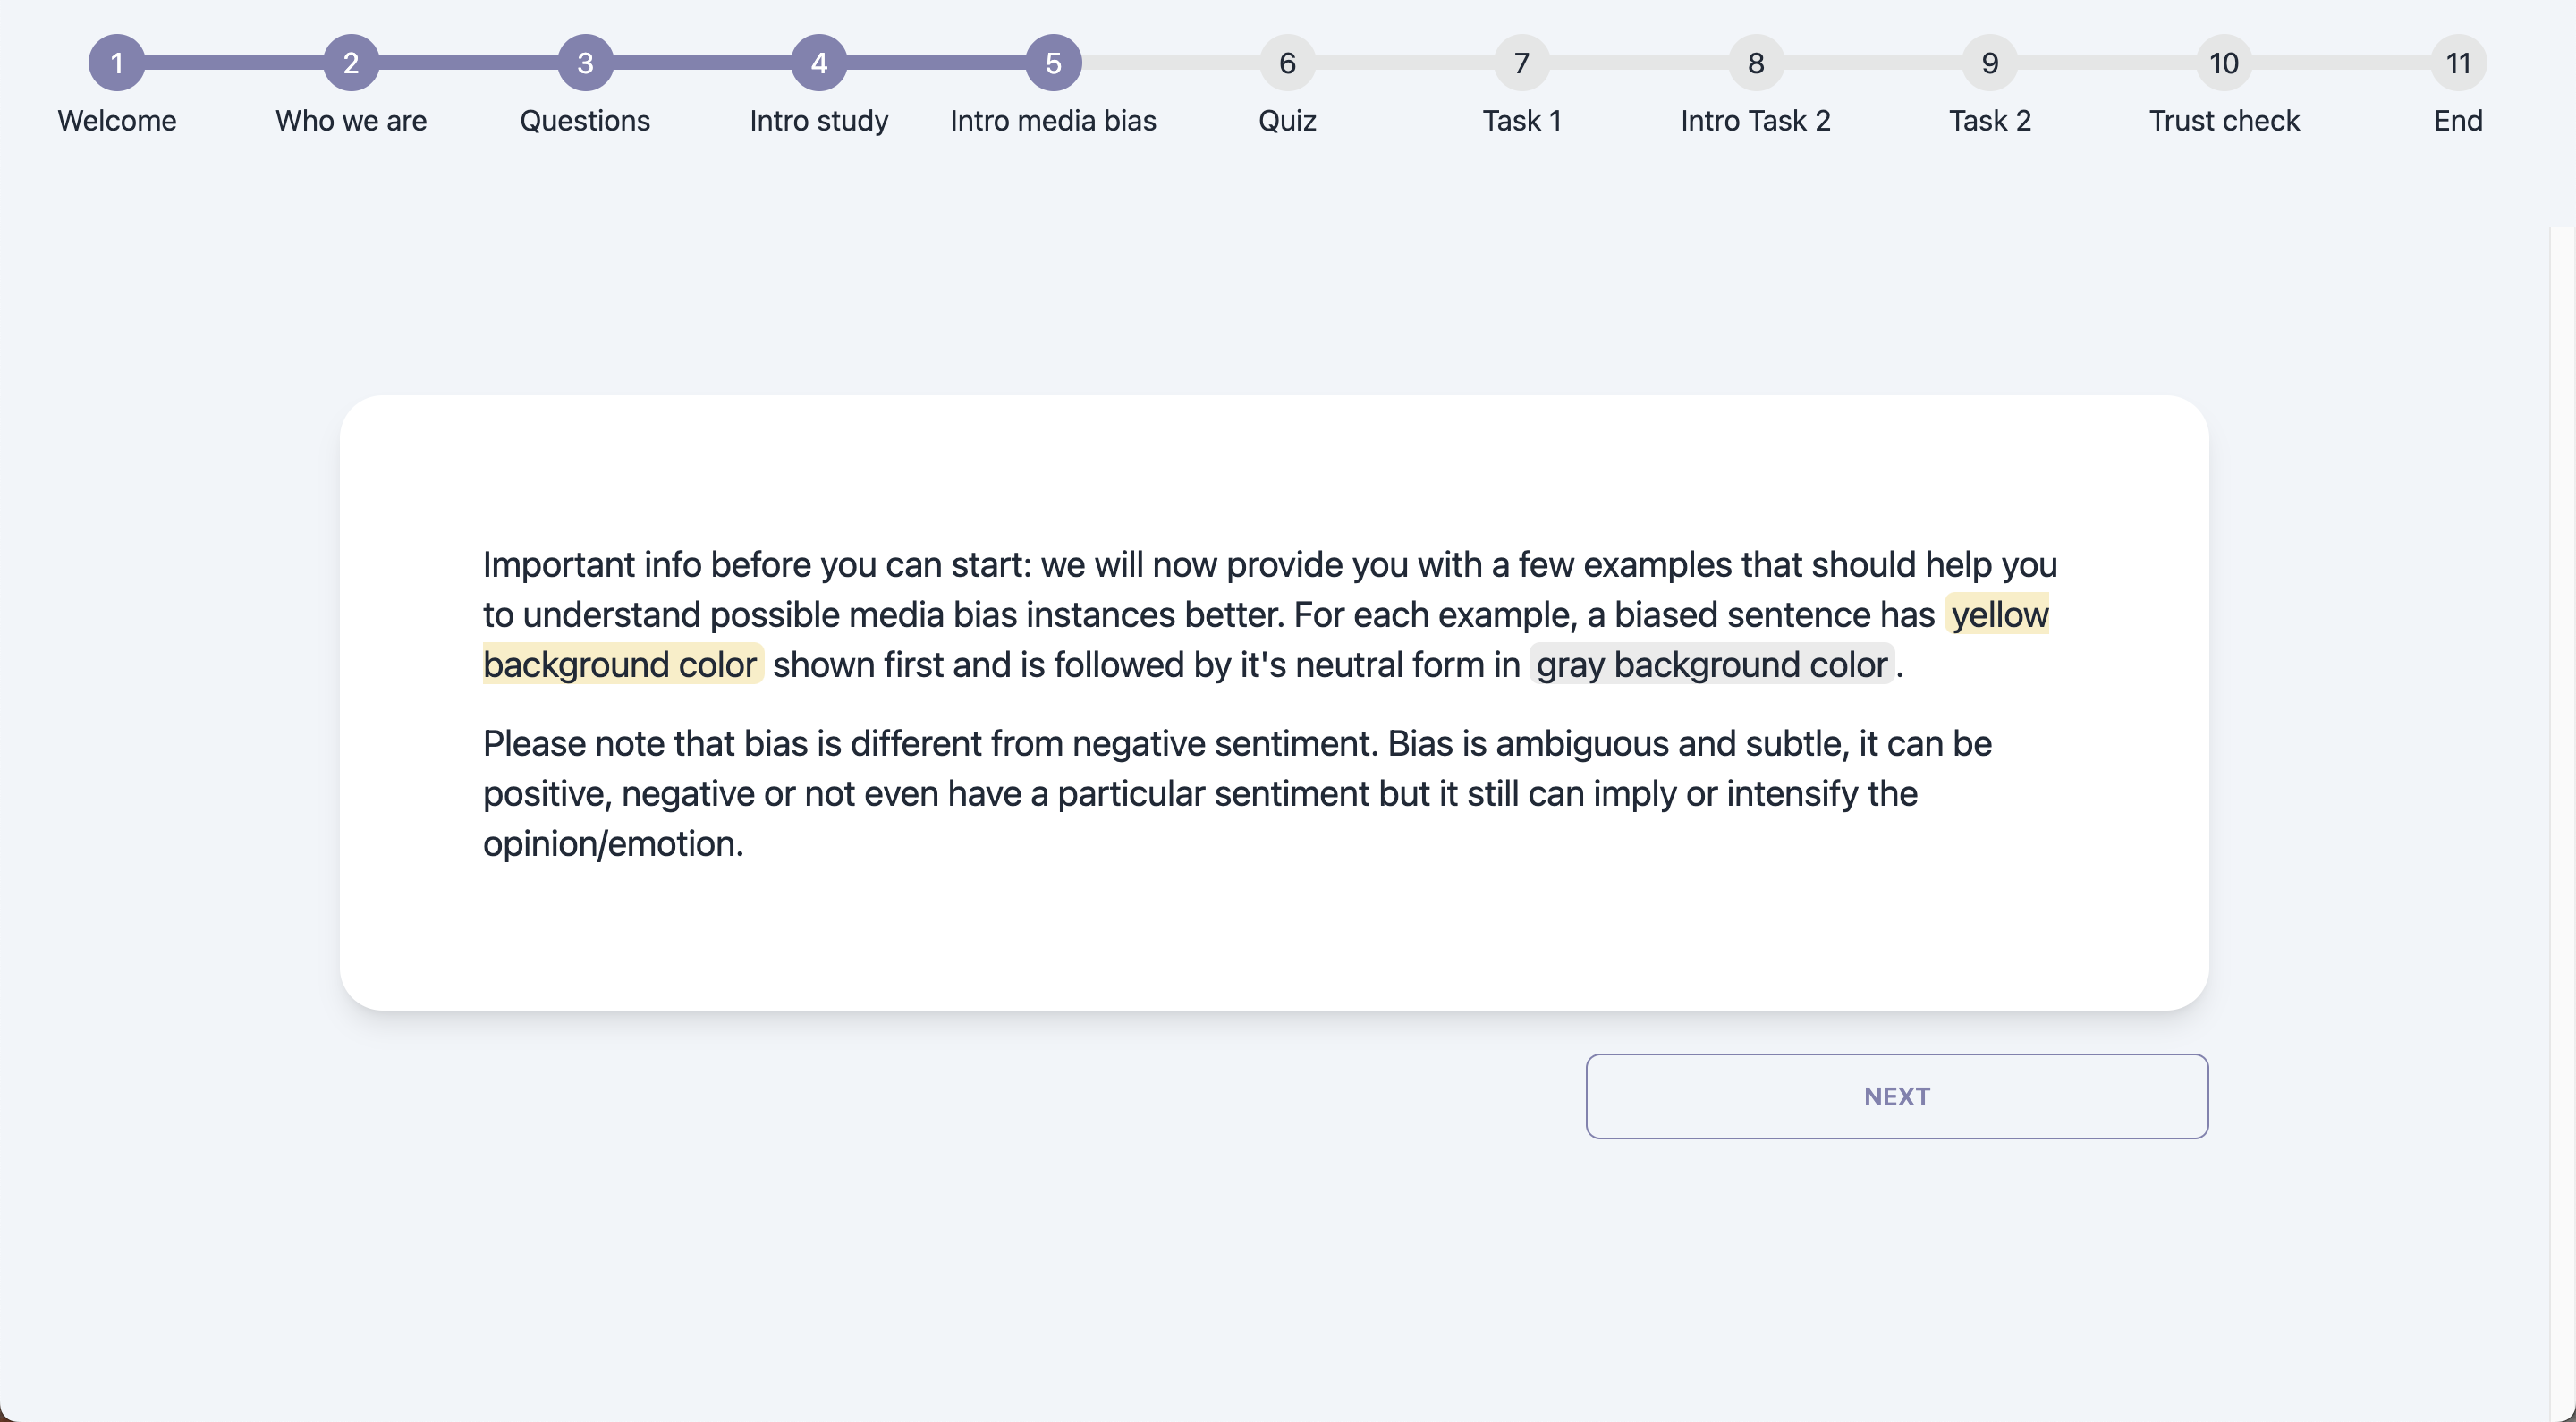 1 2 3 4 5 6 7 8 9 10 11
Welcome Who we are Questions Intro study Intro media bias Quiz Task 1 Intro Task 2 Task 2 Trust check End
Important info before you can start: we will now provide you with a few examples that should help you
to understand possible media bias instances better. For each example, a biased sentence has yellow
background color shown first and is followed by it's neutral form in gray background color.
Please note that bias is different from negative sentiment. Bias is ambiguous and subtle, it can be
positive, negative or not even have a particular sentiment but it still can imply or intensify the
opinion/emotion.
NEXT